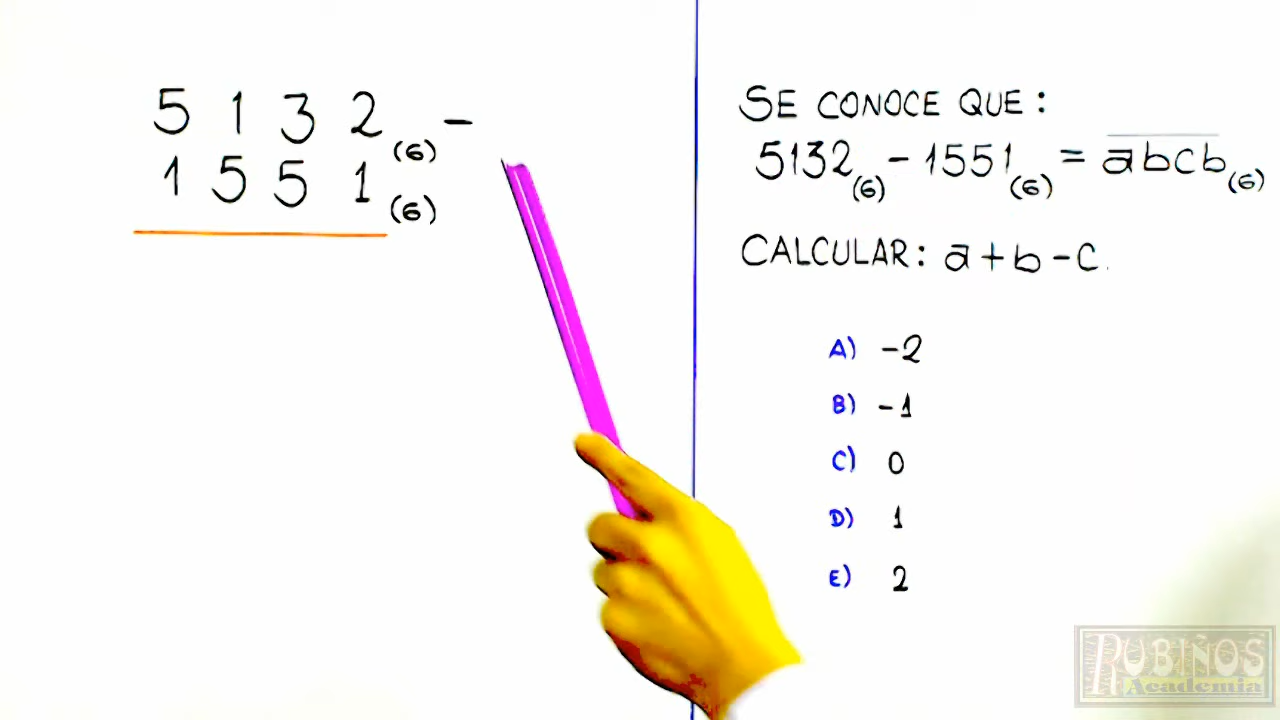 5 1 3 2(6) -
1 5 5 1(6)
SE CONOCE QUE:
5132(6) - 1551(6) = abcb(6)
CALCULAR: a+b-c.
A) -2
B) -1
C) 0
D) 1
E) 2
RUBIÑOS
Academia